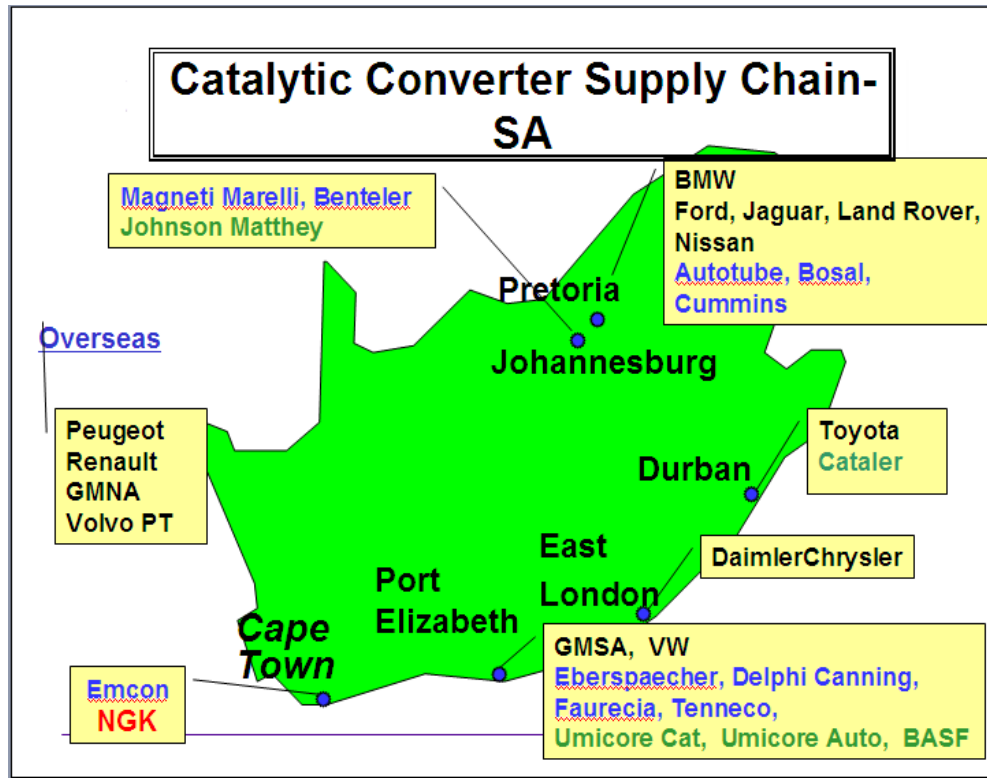 Catalytic Converter Supply Chain-
SA
Magneti Marelli, Benteler
Johnson Matthey
BMW
Ford, Jaguar, Land Rover,
Nissan
Autotube, Bosal,
Cummins
Pretoria
Johannesburg
Overseas
Peugeot
Renault
GMNA
Volvo PT
Toyota
Cataler
Durban
East
London
DaimlerChrysler
Port
Elizabeth
Cape
Town
GMSA, VW
Eberspaecher, Delphi Canning,
Faurecia, Tenneco,
Umicore Cat, Umicore Auto, BASF
Emcon
NGK